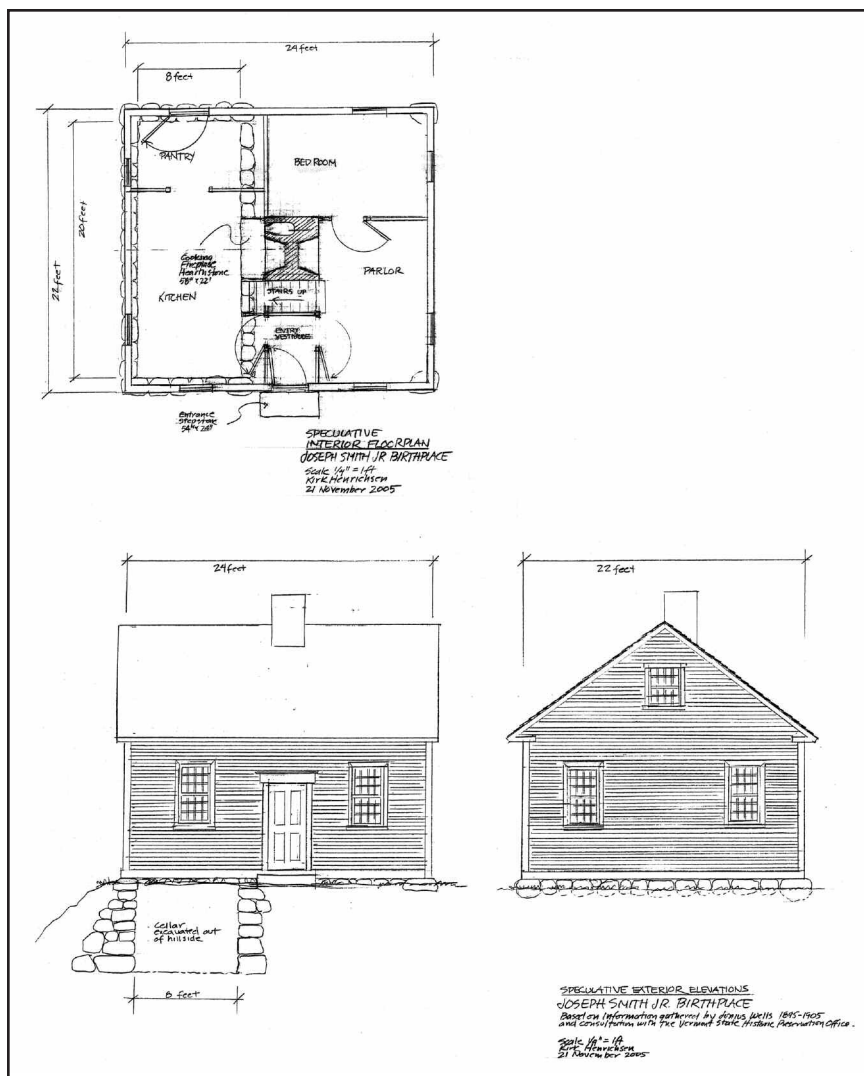 24 feet
8 feet
PANTRY
BEDROOM
20 feet
22 feet
Cooking
Fireplace
Hearthstone
58" x 22"
PARLOR
KITCHEN
STAIRS UP
ENTRY
VESTIBULE
Entrance
Stepstone
54" x 28"
SPECULATIVE
INTERIOR FLOORPLAN
JOSEPH SMITH JR BIRTHPLACE
Scale 1/4" = 1 ft
Kirk Henrichsen
21 November 2005
24 feet
22 feet
Cellar
excavated out
of hillside
8 feet
SPECULATIVE EXTERIOR ELEVATIONS
JOSEPH SMITH JR. BIRTHPLACE
Based on Information gathered by Junius Wells 1895-1905
and consultation with the Vermont State Historic Preservation Office.
Scale 1/4" = 1 ft
Kirk Henrichsen
21 November 2005